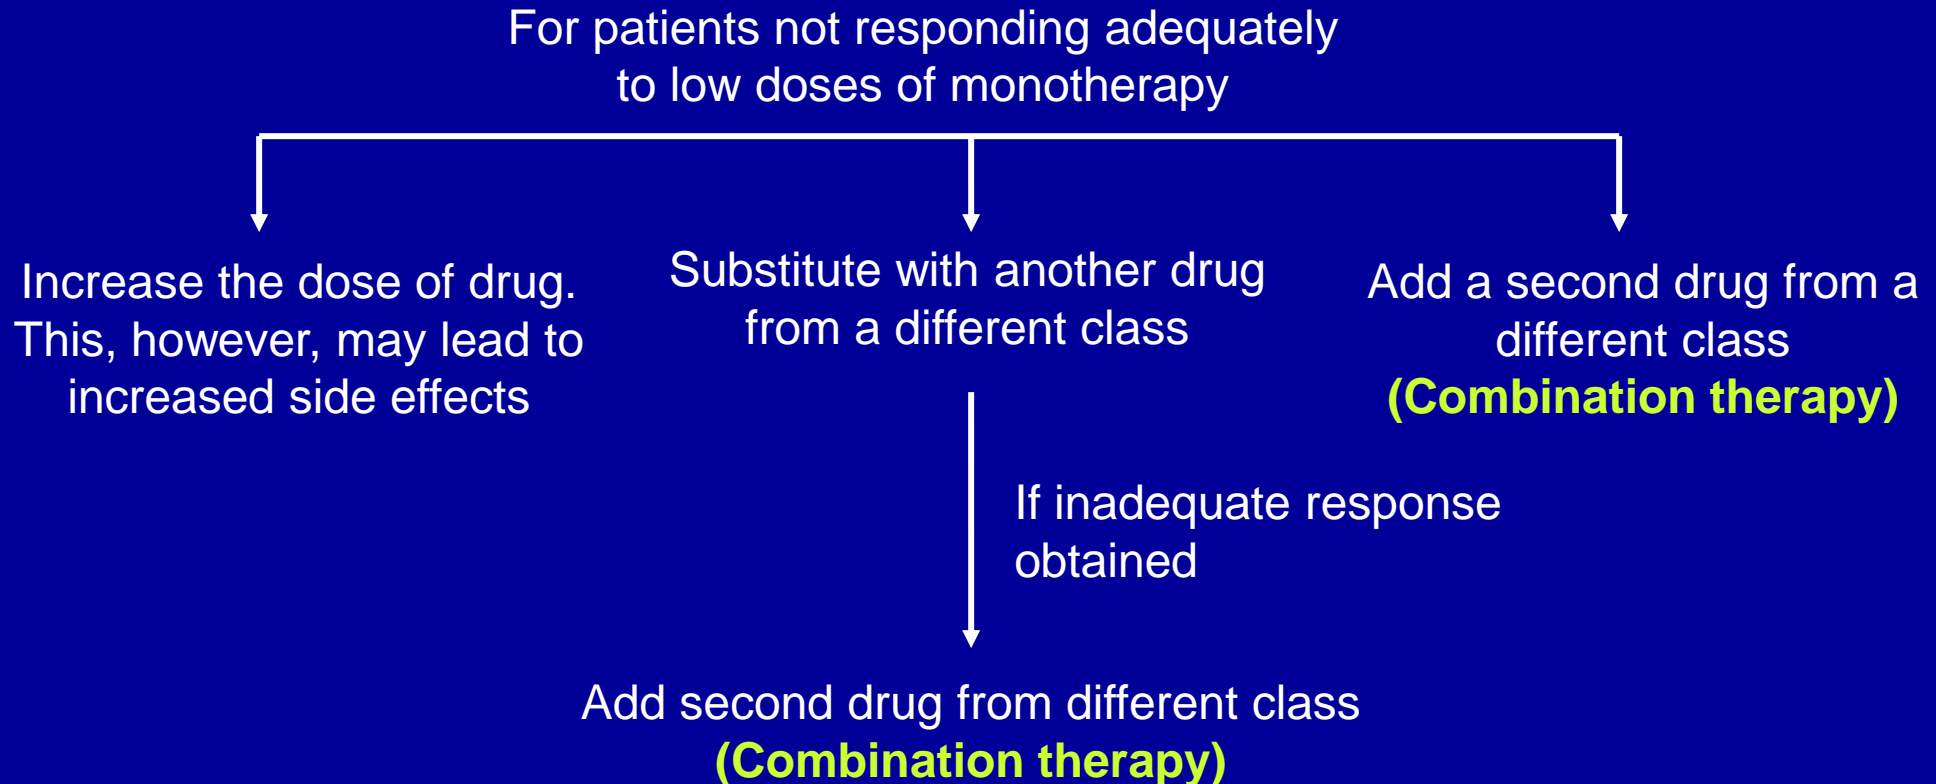 For patients not responding adequately
to low doses of monotherapy
Increase the dose of drug.
This, however, may lead to
increased side effects
Substitute with another drug
from a different class
Add a second drug from a
different class
(Combination therapy)
If inadequate response
obtained
Add second drug from different class
(Combination therapy)